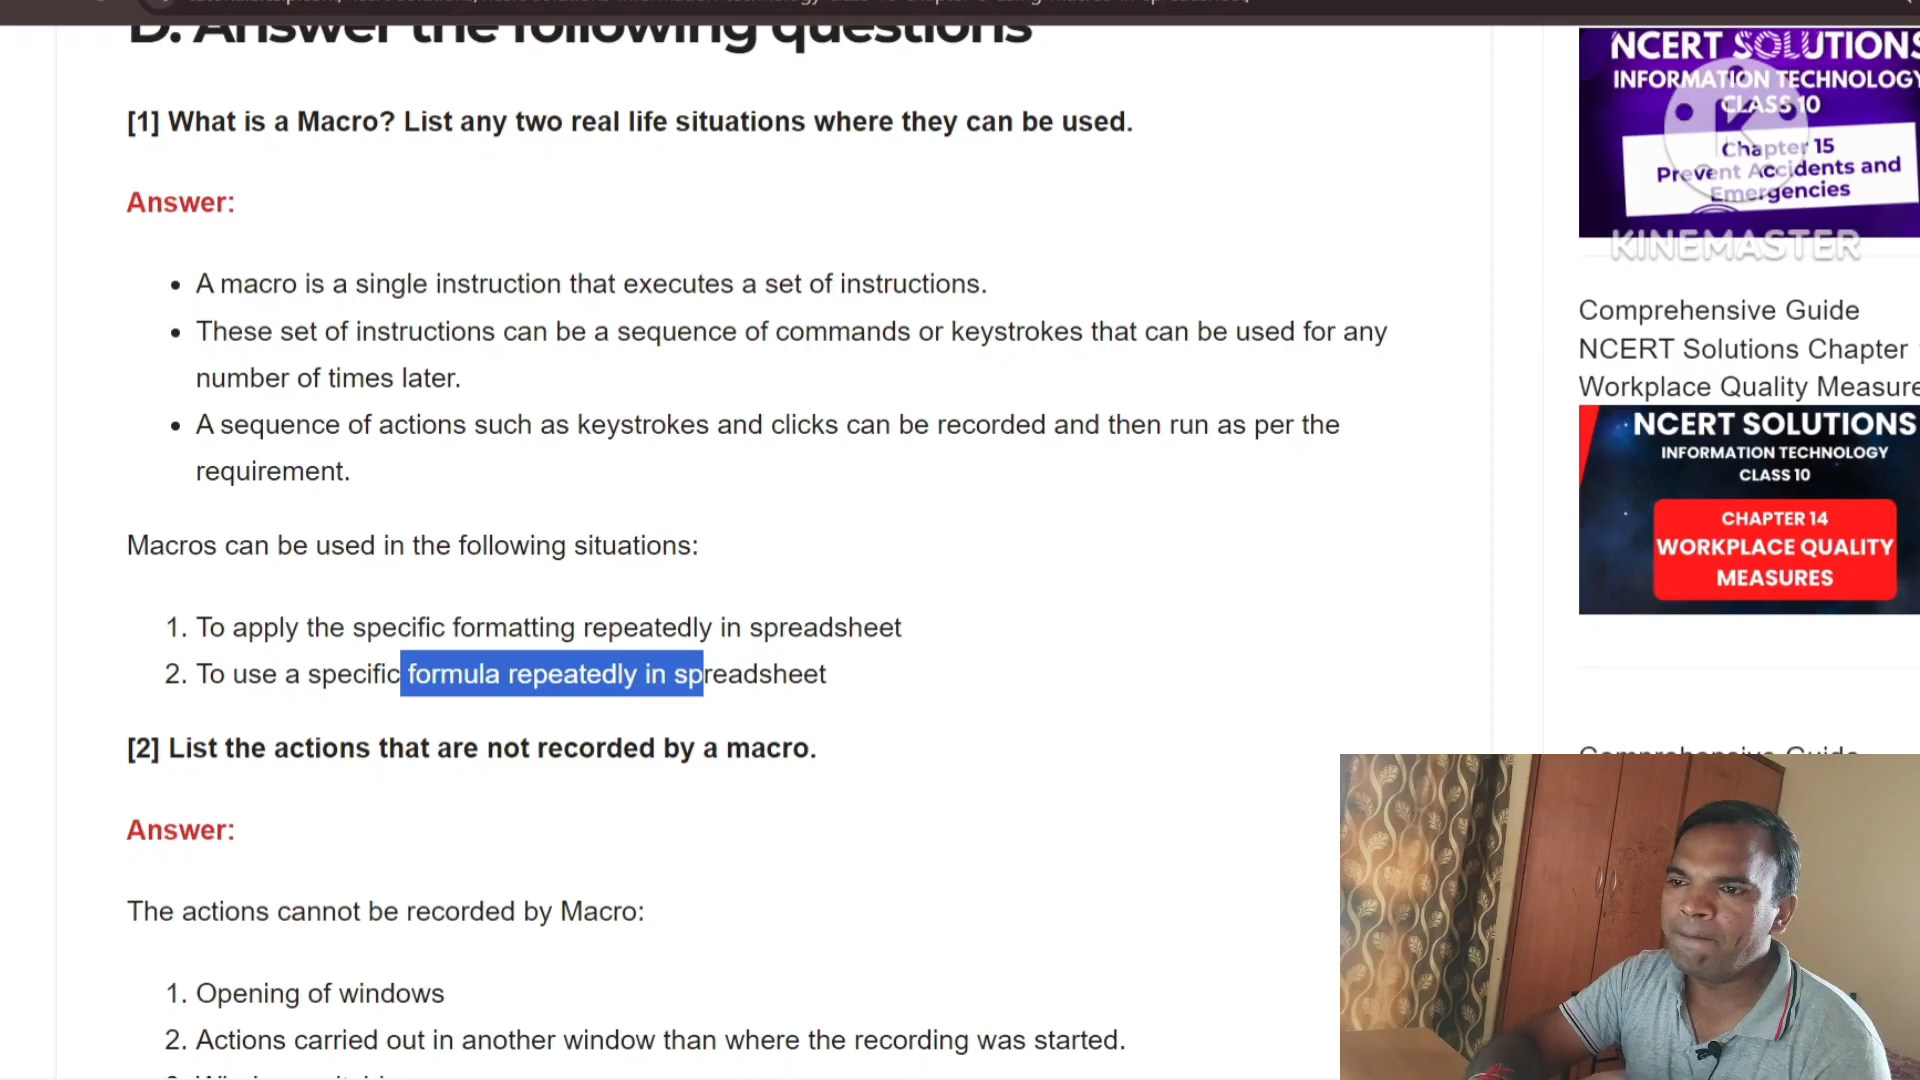 D. Answer the following questions
[1] What is a Macro? List any two real life situations where they can be used.
Answer:
• A macro is a single instruction that executes a set of instructions.
• These set of instructions can be a sequence of commands or keystrokes that can be used for any
number of times later.
• A sequence of actions such as keystrokes and clicks can be recorded and then run as per the
requirement.
Macros can be used in the following situations:
1. To apply the specific formatting repeatedly in spreadsheet
2. To use a specific formula repeatedly in spreadsheet
[2] List the actions that are not recorded by a macro.
Answer:
The actions cannot be recorded by Macro:
1. Opening of windows
2. Actions carried out in another window than where the recording was started.
NCERT SOLUTIONS
INFORMATION TECHNOLOGY
CLASS 10
Chapter 15
Prevent Accidents and
Emergencies
KINEMASTER
Comprehensive Guide
NCERT Solutions Chapter
Workplace Quality Measure
NCERT SOLUTIONS
INFORMATION TECHNOLOGY
CLASS 10
CHAPTER 14
WORKPLACE QUALITY
MEASURES
Comprehensive Guide